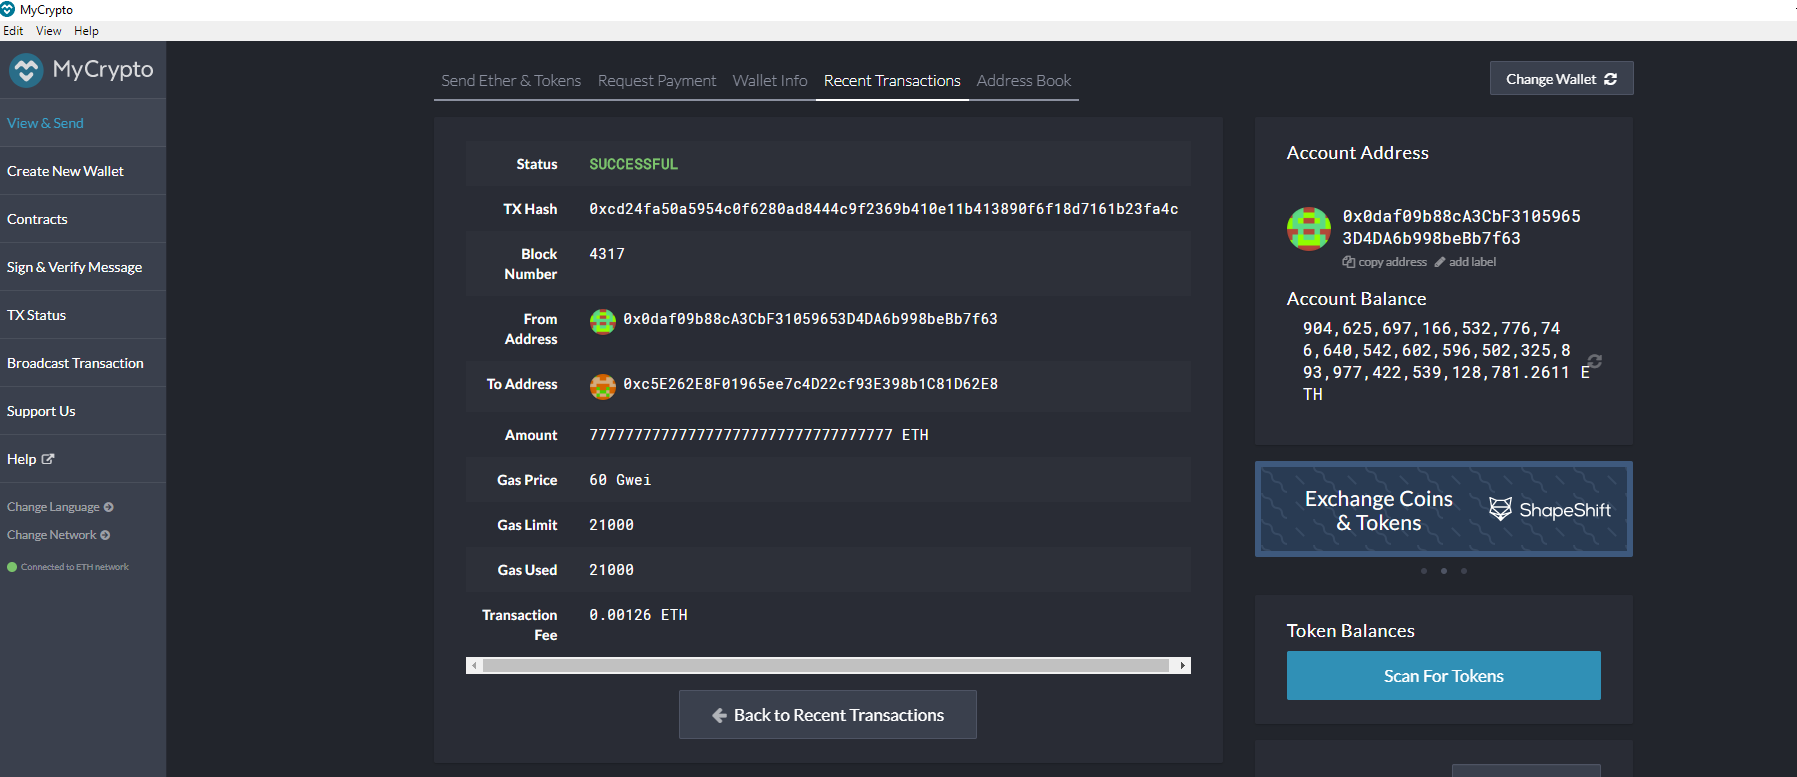 MyCrypto
Edit View Help
MyCrypto
View & Send
Create New Wallet
Contracts
Sign & Verify Message
TX Status
Broadcast Transaction
Support Us
Help
Change Language
Change Network
Connected to ETH network
Send Ether & Tokens Request Payment Wallet Info Recent Transactions Address Book
Change Wallet
Status SUCCESSFUL
TX Hash 0xcd24fa50a5954c0f6280ad8444c9f2369b410e11b413890f6f18d7161b23fa4c
Block 4317
Number
From 0x0daf09b88cA3CbF31059653D4DA6b998beBb7f63
Address
To Address 0xc5E262E8F01965ee7c4D22cf93E398b1C81D62E8
Amount 7777777777777777777777777777777777 ETH
Gas Price 60 Gwei
Gas Limit 21000
Gas Used 21000
Transaction 0.00126 ETH
Fee
Back to Recent Transactions
Account Address
0x0daf09b88cA3CbF3105965
3D4DA6b998beBb7f63
copy address add label
Account Balance
904,625,697,166,532,776,74
6,640,542,602,596,502,325,8
93,977,422,539,128,781.2611 E
TH
Exchange Coins
& Tokens
ShapeShift
Token Balances
Scan For Tokens